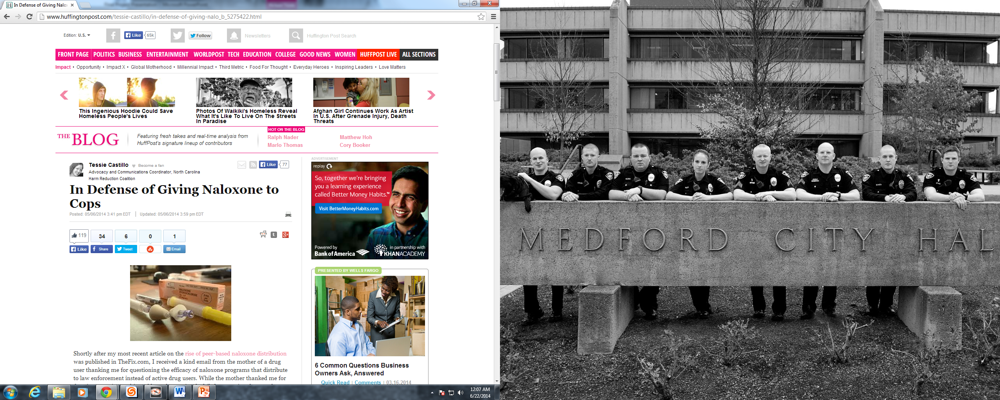 In Defense of Giving Nalo
www.huffingtonpost.com/tessie-castillo/in-defense-of-giving-nalo_b_5275422.html
Edition: U.S.
Like 65k
Follow
Newsletters
Huffington Post Search
FRONT PAGE POLITICS BUSINESS ENTERTAINMENT WORLDPOST TECH EDUCATION COLLEGE GOOD NEWS WOMEN HUFFPOST LIVE ALL SECTIONS
Impact • Opportunity • Impact X • Global Motherhood • Millennial Impact • Third Metric • Food For Thought • Everyday Heroes • Inspiring Leaders • Love Matters
This Ingenious Hoodie Could Save
Homeless People's Lives
Photos Of Waikiki's Homeless Reveal
What It's Like To Live On The Streets
In Paradise
Afghan Girl Continues Work As Artist
In U.S. After Grenade Injury, Death
Threats
THE BLOG
Featuring fresh takes and real-time analysis from
HuffPost's signature lineup of contributors
HOT ON THE BLOG
Ralph Nader
Matthew Hoh
Marlo Thomas
Cory Booker
Tessie Castillo
Become a fan
Advocacy and Communications Coordinator, North Carolina
Harm Reduction Coalition
Like 77
In Defense of Giving Naloxone to
Cops
Posted: 05/06/2014 3:41 pm EDT
Updated: 05/06/2014 3:59 pm EDT
119 34 6 0 1
Like Share Tweet Email
NALOXONE
HYDROCHLORIDE
Shortly after my most recent article on the rise of peer-based naloxone distribution
was published in TheFix.com, I received a kind email from the mother of a drug
user thanking me for questioning the efficacy of naloxone programs that distribute
to law enforcement instead of active drug users. While the mother thanked me for
ADVERTISEMENT
replay
So, together we're bringing
you a learning experience
called Better Money Habits.™
Visit BetterMoneyHabits.com
Powered by
Bank of America
in partnership with
KHANACADEMY
PRESENTED BY WELLS FARGO
6 Common Questions Business
Owners Ask, Answered
Quick Read | Comments | 03.16.2014
12:07 AM
6/22/2014
MEDFORD CITY HAL